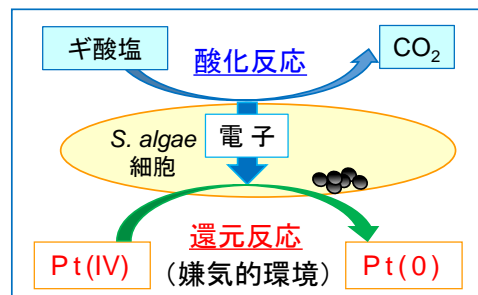 ギ酸塩
酸化反応
CO₂
S. algae
細胞
電 子
還元反応
Pt(IV)
(嫌気的環境)
Pt(0)